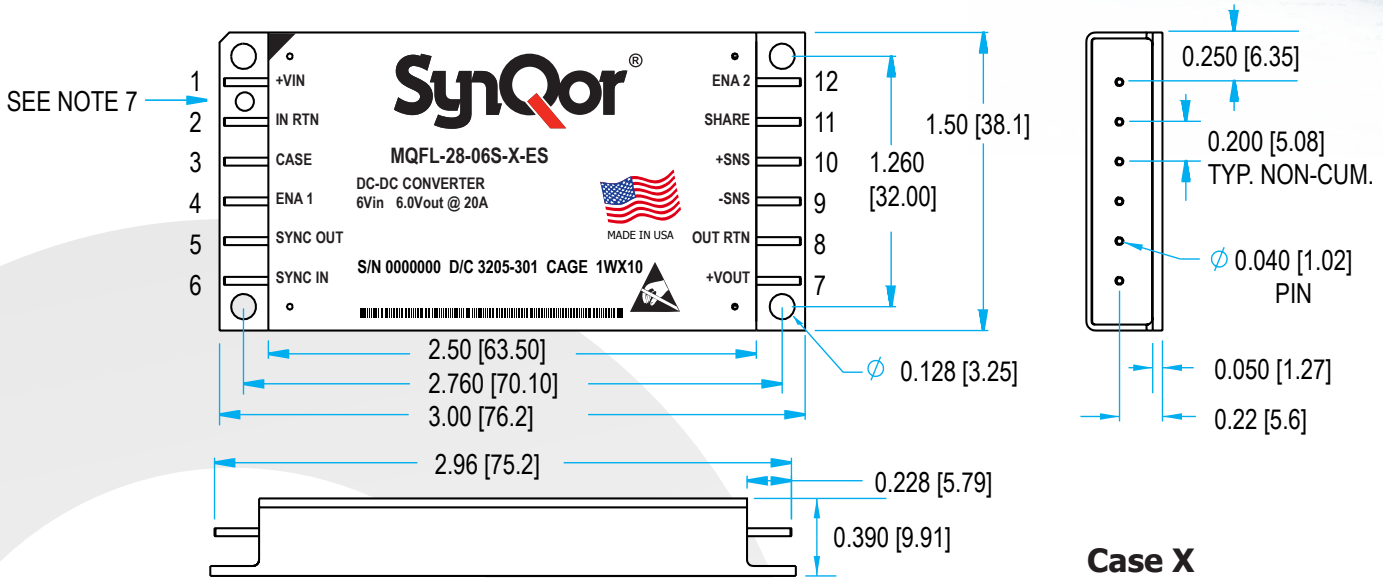 SEE NOTE 7
1
2
3
4
5
6
+VIN
IN RTN
CASE
ENA 1
SYNC OUT
SYNC IN
SynQor®
MQFL-28-06S-X-ES
DC-DC CONVERTER
6Vin 6.0Vout @ 20A
MADE IN USA
S/N 0000000 D/C 3205-301 CAGE 1WX10
ENA 2
SHARE
+SNS
-SNS
OUT RTN
+VOUT
12
11
10
9
8
7
1.260
[32.00]
1.50 [38.1]
0.250 [6.35]
0.200 [5.08]
TYP. NON-CUM.
∅ 0.040 [1.02]
PIN
0.050 [1.27]
0.22 [5.6]
2.50 [63.50]
2.760 [70.10]
3.00 [76.2]
∅ 0.128 [3.25]
2.96 [75.2]
0.228 [5.79]
0.390 [9.91]
Case X